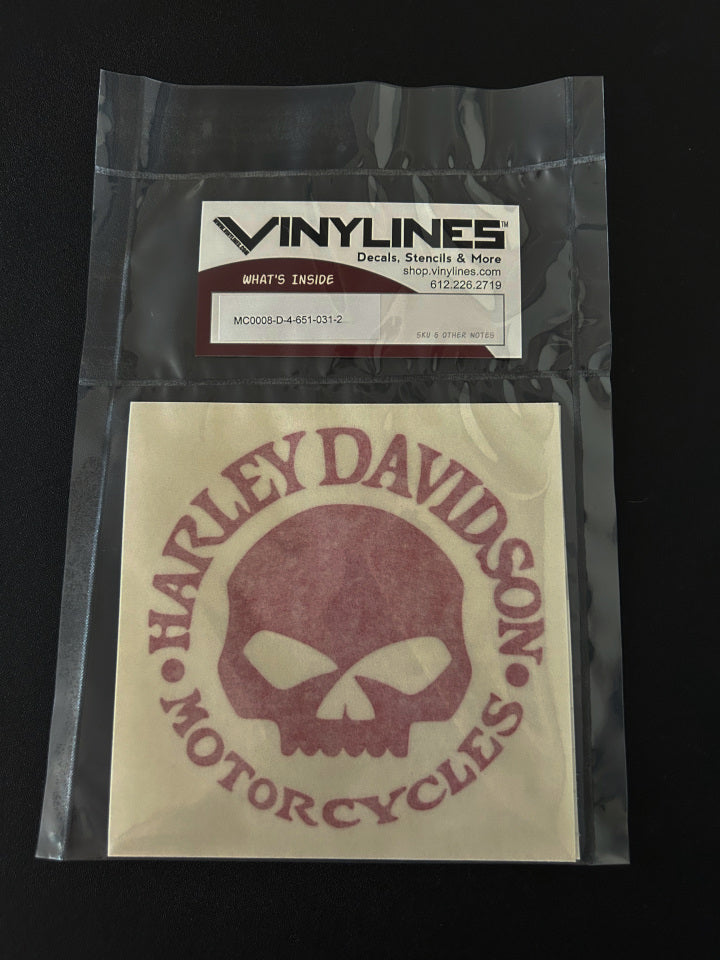 VINYLINES™
Decals, Stencils & More
shop.vinylines.com
612.226.2719
WHAT'S INSIDE
MC0008-D-4-651-031-2
SKU & OTHER NOTES
HARLEY DAVIDSON
MOTORCYCLES